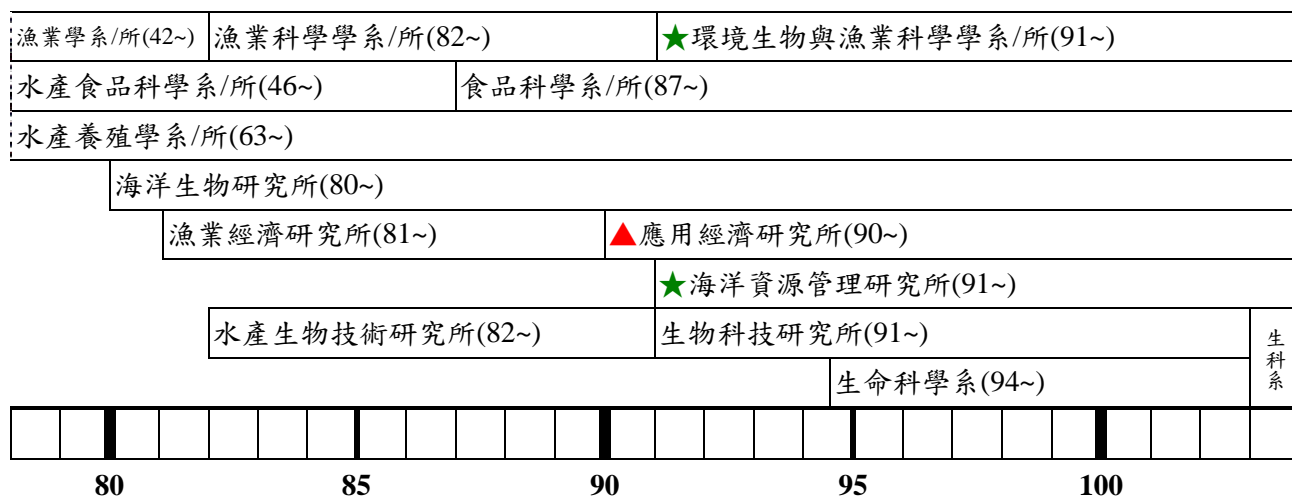 漁業學系/所(42~) 漁業科學學系/所(82~) ★環境生物與漁業科學學系/所(91~)
水產食品科學系/所(46~) 食品科學系/所(87~)
水產養殖學系/所(63~)
海洋生物研究所(80~)
漁業經濟研究所(81~) ▲應用經濟研究所(90~)
★海洋資源管理研究所(91~)
水產生物技術研究所(82~) 生物科技研究所(91~) 生科系
生命科學系(94~)
80 85 90 95 100